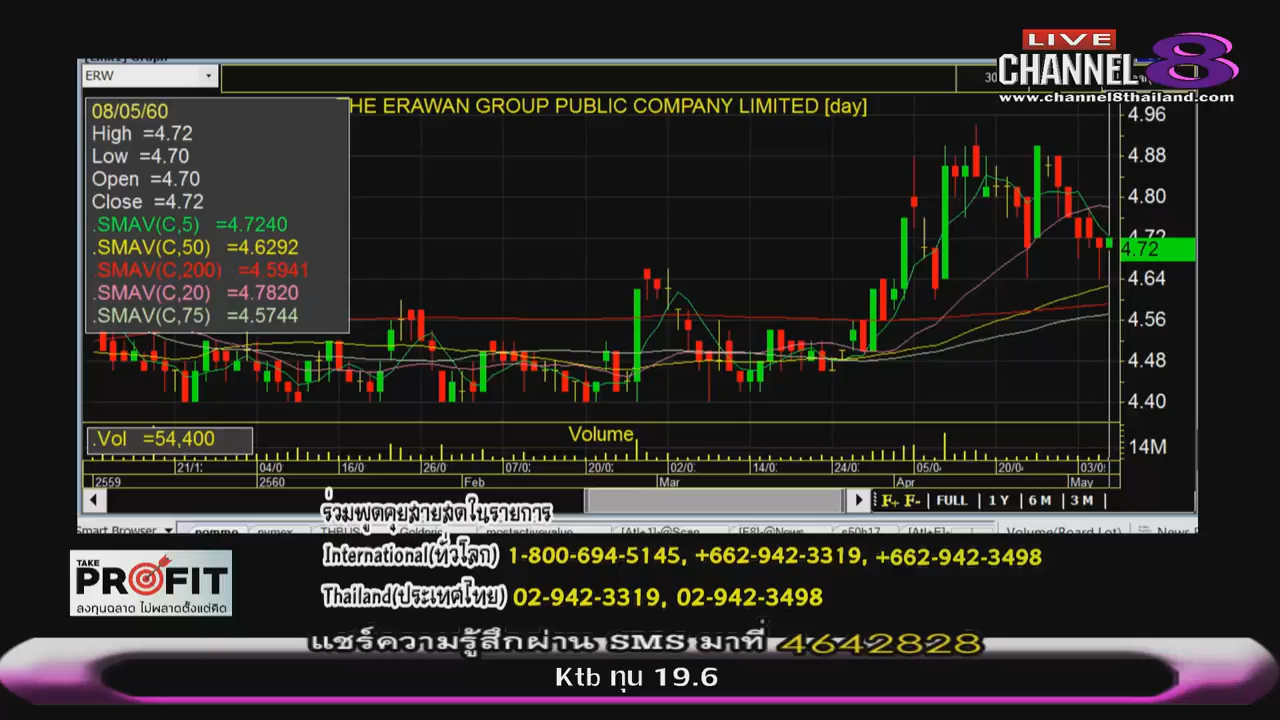 LIVE
CHANNEL 8
www.channel8thailand.com
ERW
30
THE ERAWAN GROUP PUBLIC COMPANY LIMITED [day]
08/05/60
High =4.72
Low =4.70
Open =4.70
Close =4.72
.SMAV(C,5) =4.7240
.SMAV(C,50) =4.6292
.SMAV(C,200) =4.5941
.SMAV(C,20) =4.7820
.SMAV(C,75) =4.5744
4.96
4.88
4.80
4.72
4.72
4.64
4.56
4.48
4.40
.Vol =54,400
Volume
14M
21/1 04/0 16/0 26/0 07/0 20/0 02/0 14/0 24/0 05/0 20/0 03/0
2559 2560 Feb Mar Apr May
F+ F- FULL 1 Y 6 M 3 M
ร่วมพูดคุยสายสดในรายการ
Smart Browser
International(ทั่วโลก) 1-800-694-5145, +662-942-3319, +662-942-3498
Thailand(ประเทศไทย) 02-942-3319, 02-942-3498
TAKE
PROFIT
ลงทุนฉลาด ไม่พลาดตั้งแต่คิด
แชร์ความรู้สึกผ่าน SMS มาที่ 4642828
Ktb ทุน 19.6